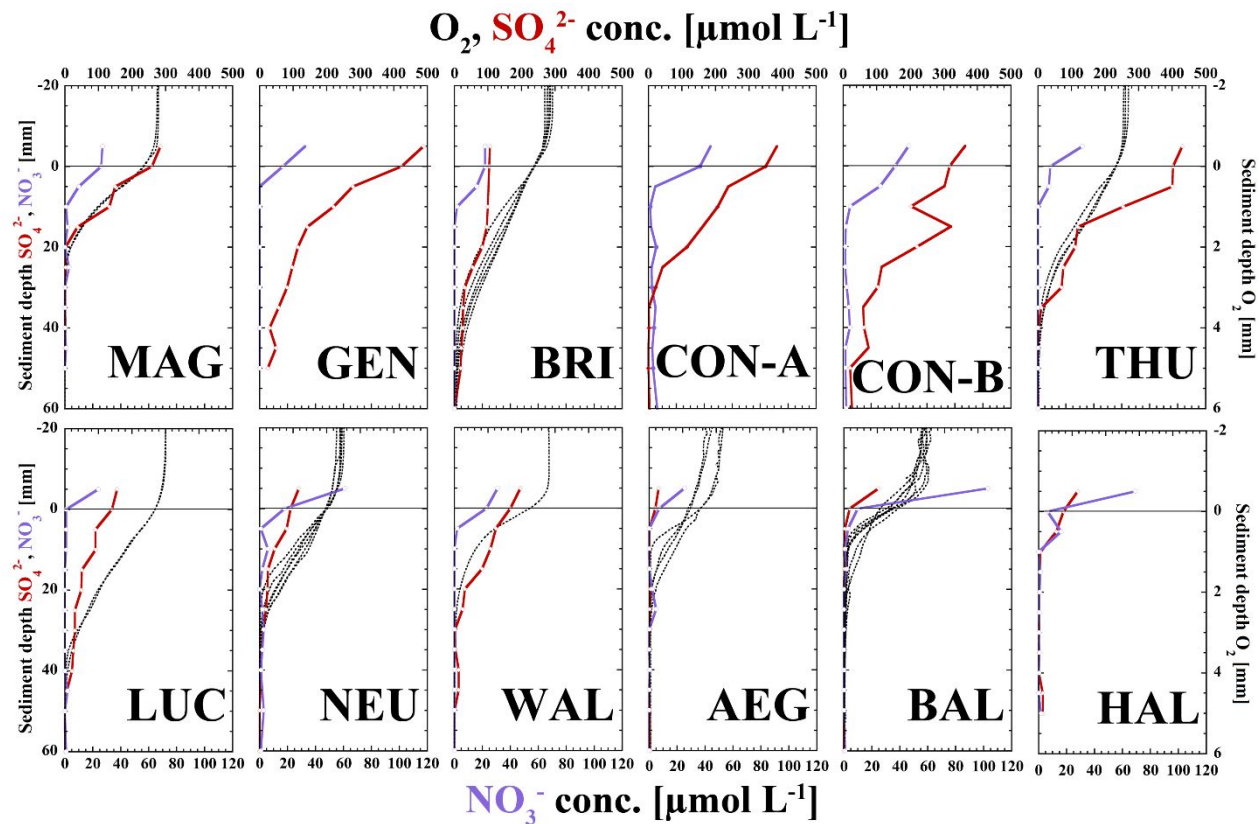 O₂, SO₄²⁻ conc. [µmol L⁻¹]
0 100 200 300 400 500 0 100 200 300 400 500 0 100 200 300 400 500 0 100 200 300 400 500 0 100 200 300 400 500 0 100 200 300 400 500
Sediment depth SO₄²⁻, NO₃⁻ [mm]
-20
0
20
40
60
MAG GEN BRI CON-A CON-B THU
-2
0
2
4
6
Sediment depth O₂ [mm]
Sediment depth SO₄²⁻, NO₃⁻ [mm]
-20
0
20
40
60
LUC NEU WAL AEG BAL HAL
-2
0
2
4
6
Sediment depth O₂ [mm]
0 20 40 60 80 100 120 0 20 40 60 80 100 120 0 20 40 60 80 100 120 0 20 40 60 80 100 120 0 20 40 60 80 100 120 0 20 40 60 80 100 120
NO₃⁻ conc. [µmol L⁻¹]